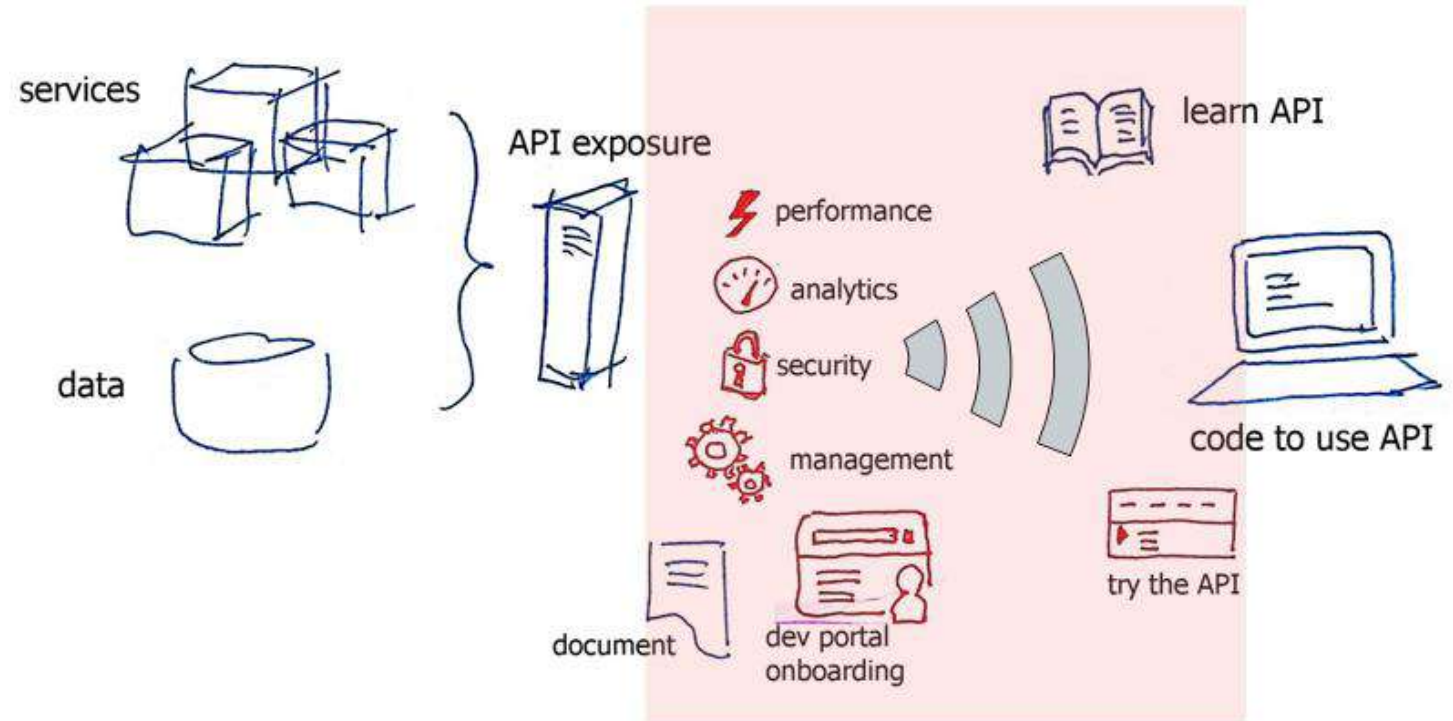 services
data
API exposure
performance
analytics
security
management
document
dev portal
onboarding
learn API
code to use API
try the API